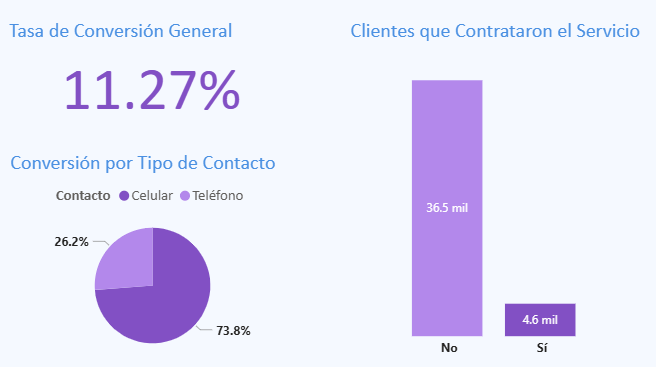 Tasa de Conversión General
11.27%
Conversión por Tipo de Contacto
Contacto Celular Teléfono
26.2%
73.8%
Clientes que Contrataron el Servicio
36.5 mil
4.6 mil
No Sí